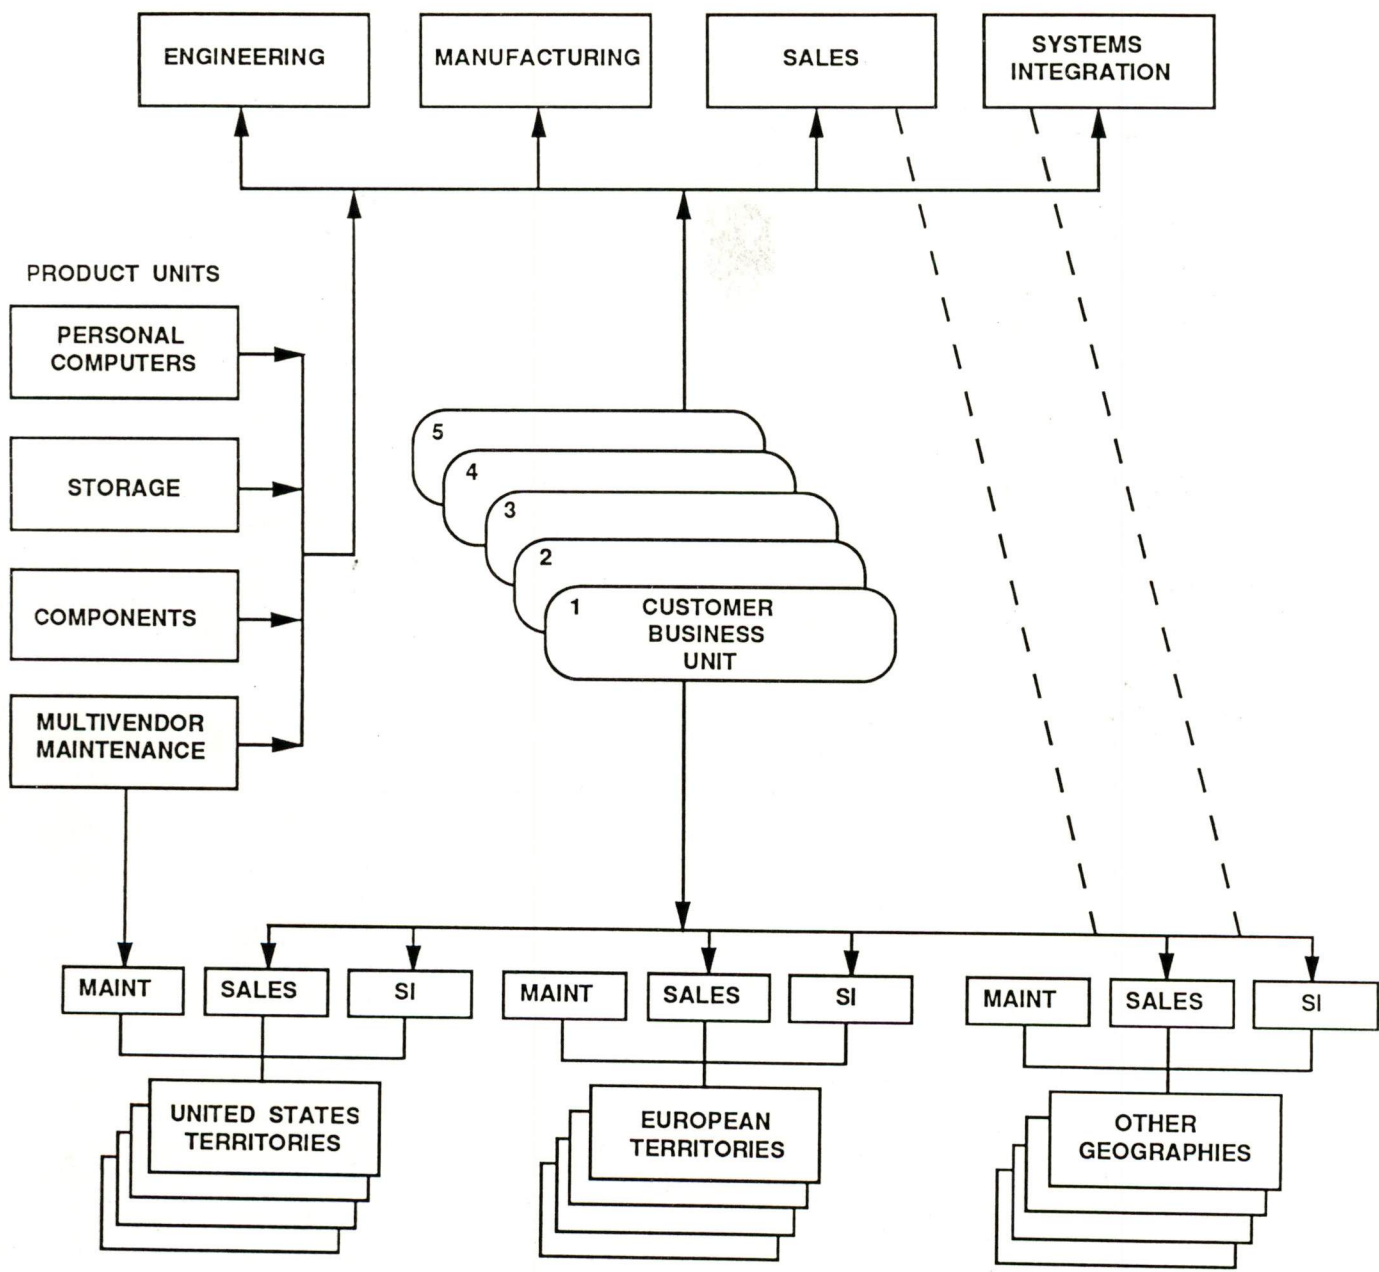 ENGINEERING
MANUFACTURING
SALES
SYSTEMS
INTEGRATION
PRODUCT UNITS
PERSONAL
COMPUTERS
STORAGE
COMPONENTS
MULTIVENDOR
MAINTENANCE
5
4
3
2
1
CUSTOMER
BUSINESS
UNIT
MAINT
SALES
SI
MAINT
SALES
SI
MAINT
SALES
SI
UNITED STATES
TERRITORIES
EUROPEAN
TERRITORIES
OTHER
GEOGRAPHIES